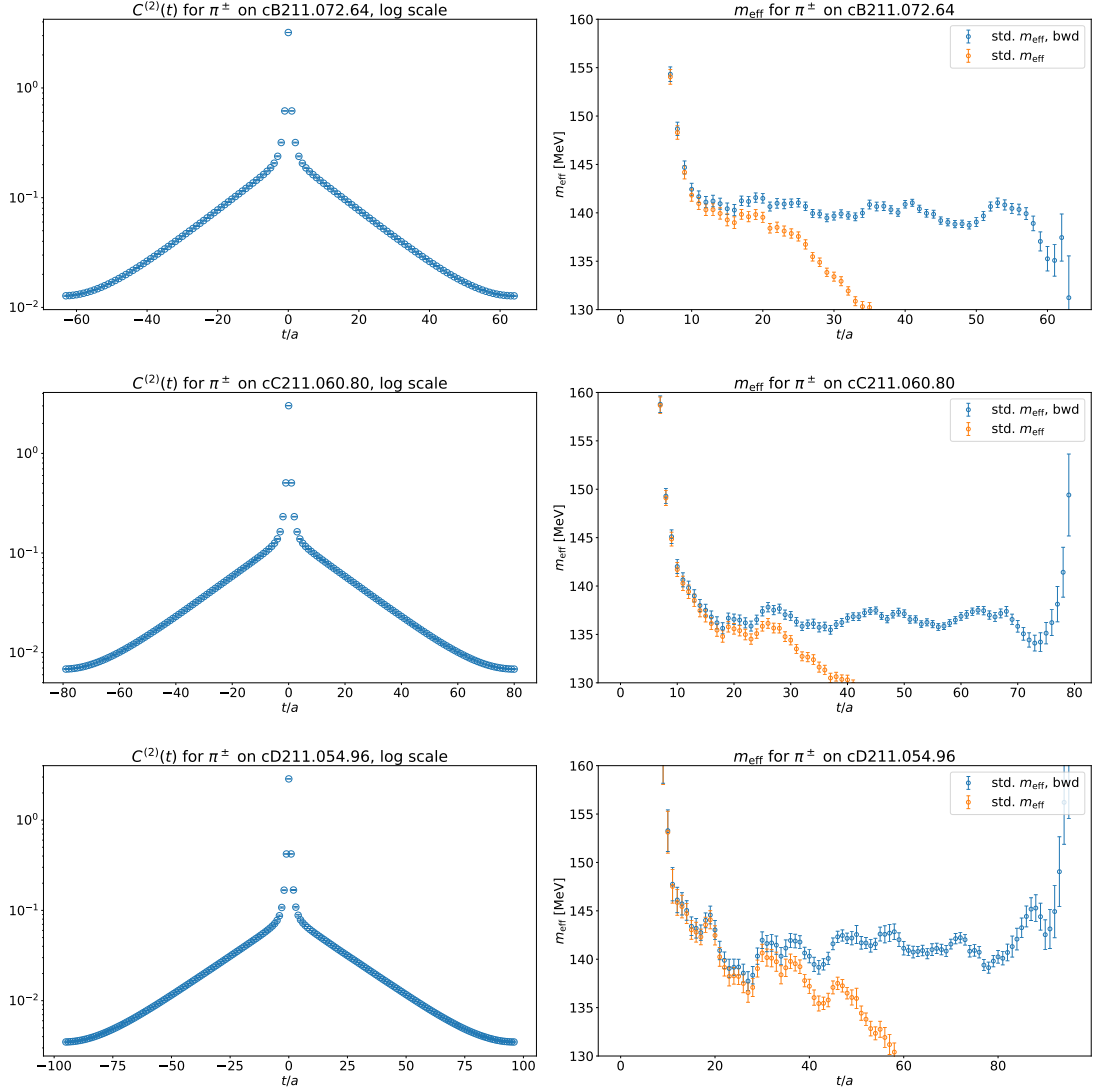 C⁽²⁾(t) for π± on cB211.072.64, log scale
10⁰
10⁻¹
10⁻²
−60 −40 −20 0 20 40 60
t/a
m_eff for π± on cB211.072.64
std. m_eff, bwd
std. m_eff
m_eff [MeV]
160
155
150
145
140
135
130
0 10 20 30 40 50 60
t/a
C⁽²⁾(t) for π± on cC211.060.80, log scale
10⁰
10⁻¹
10⁻²
−80 −60 −40 −20 0 20 40 60 80
t/a
m_eff for π± on cC211.060.80
std. m_eff, bwd
std. m_eff
m_eff [MeV]
160
155
150
145
140
135
130
0 10 20 30 40 50 60 70 80
t/a
C⁽²⁾(t) for π± on cD211.054.96, log scale
10⁰
10⁻¹
10⁻²
−100 −75 −50 −25 0 25 50 75 100
t/a
m_eff for π± on cD211.054.96
std. m_eff, bwd
std. m_eff
m_eff [MeV]
160
155
150
145
140
135
130
0 20 40 60 80
t/a